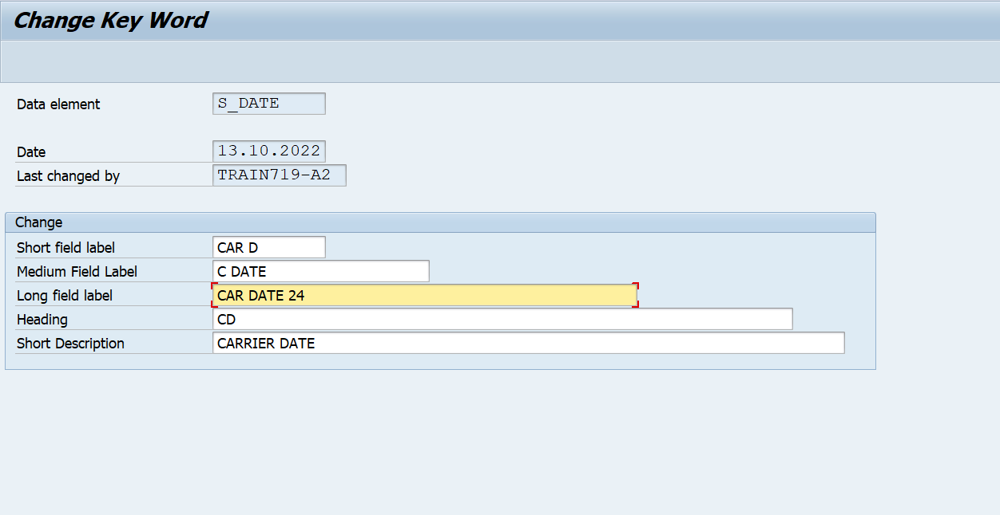 Change Key Word
Data element S_DATE
Date 13.10.2022
Last changed by TRAIN719-A2
Change
Short field label CAR D
Medium Field Label C DATE
Long field label CAR DATE 24
Heading CD
Short Description CARRIER DATE